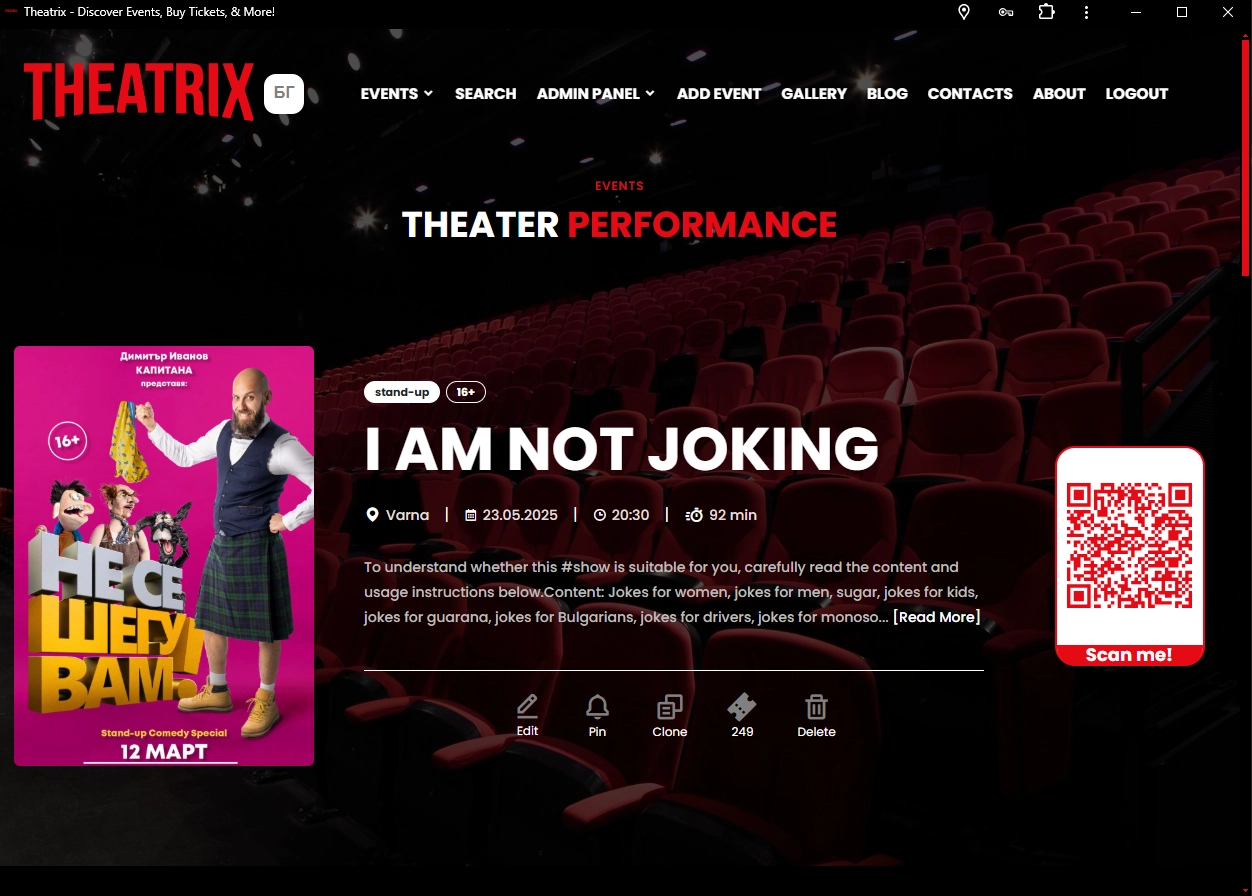 Theatrix - Discover Events, Buy Tickets, & More!
THEATRIX
БГ
EVENTS SEARCH ADMIN PANEL ADD EVENT GALLERY BLOG CONTACTS ABOUT LOGOUT
EVENTS
THEATER PERFORMANCE
Димитър Иванов
КАПИТАНА
представя:
16+
НЕ СЕ
ШЕГУ
ВАМ!
Stand-up Comedy Special
12 МАРТ
stand-up 16+
I AM NOT JOKING
Varna | 23.05.2025 | 20:30 | 92 min
To understand whether this #show is suitable for you, carefully read the content and
usage instructions below.Content: Jokes for women, jokes for men, sugar, jokes for kids,
jokes for guarana, jokes for Bulgarians, jokes for drivers, jokes for monoso... [Read More]
Edit Pin Clone 249 Delete
Scan me!